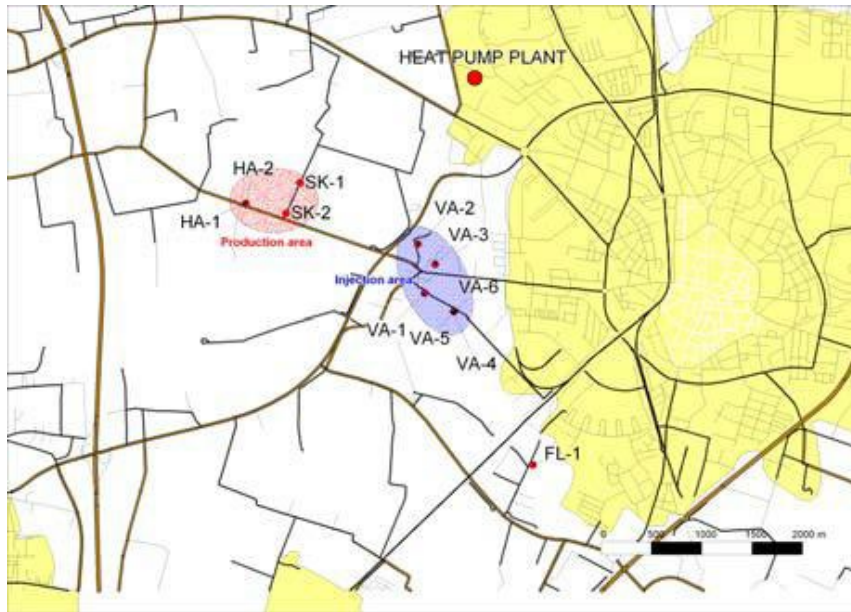 HEAT PUMP PLANT
HA-2
SK-1
HA-1
SK-2
Production area
VA-2
VA-3
Injection area
VA-6
VA-1
VA-5
VA-4
FL-1
0 500 1000 1500 2000 m